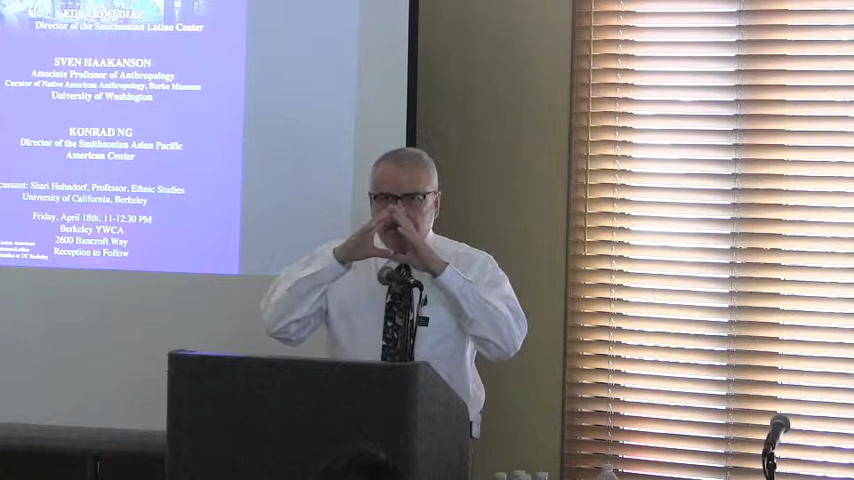 EDUARDO DIAZ
Director of the Smithsonian Latino Center
SVEN HAAKANSON
Associate Professor of Anthropology,
Curator of Native American Anthropology, Burke Museum
University of Washington
KONRAD NG
Director of the Smithsonian Asian Pacific
American Center
Shari Huhndorf, Professor, Ethnic Studies
University of California, Berkeley
Friday, April 18th, 11-12:30 PM
Berkeley YWCA
2600 Bancroft Way
Reception to Follow